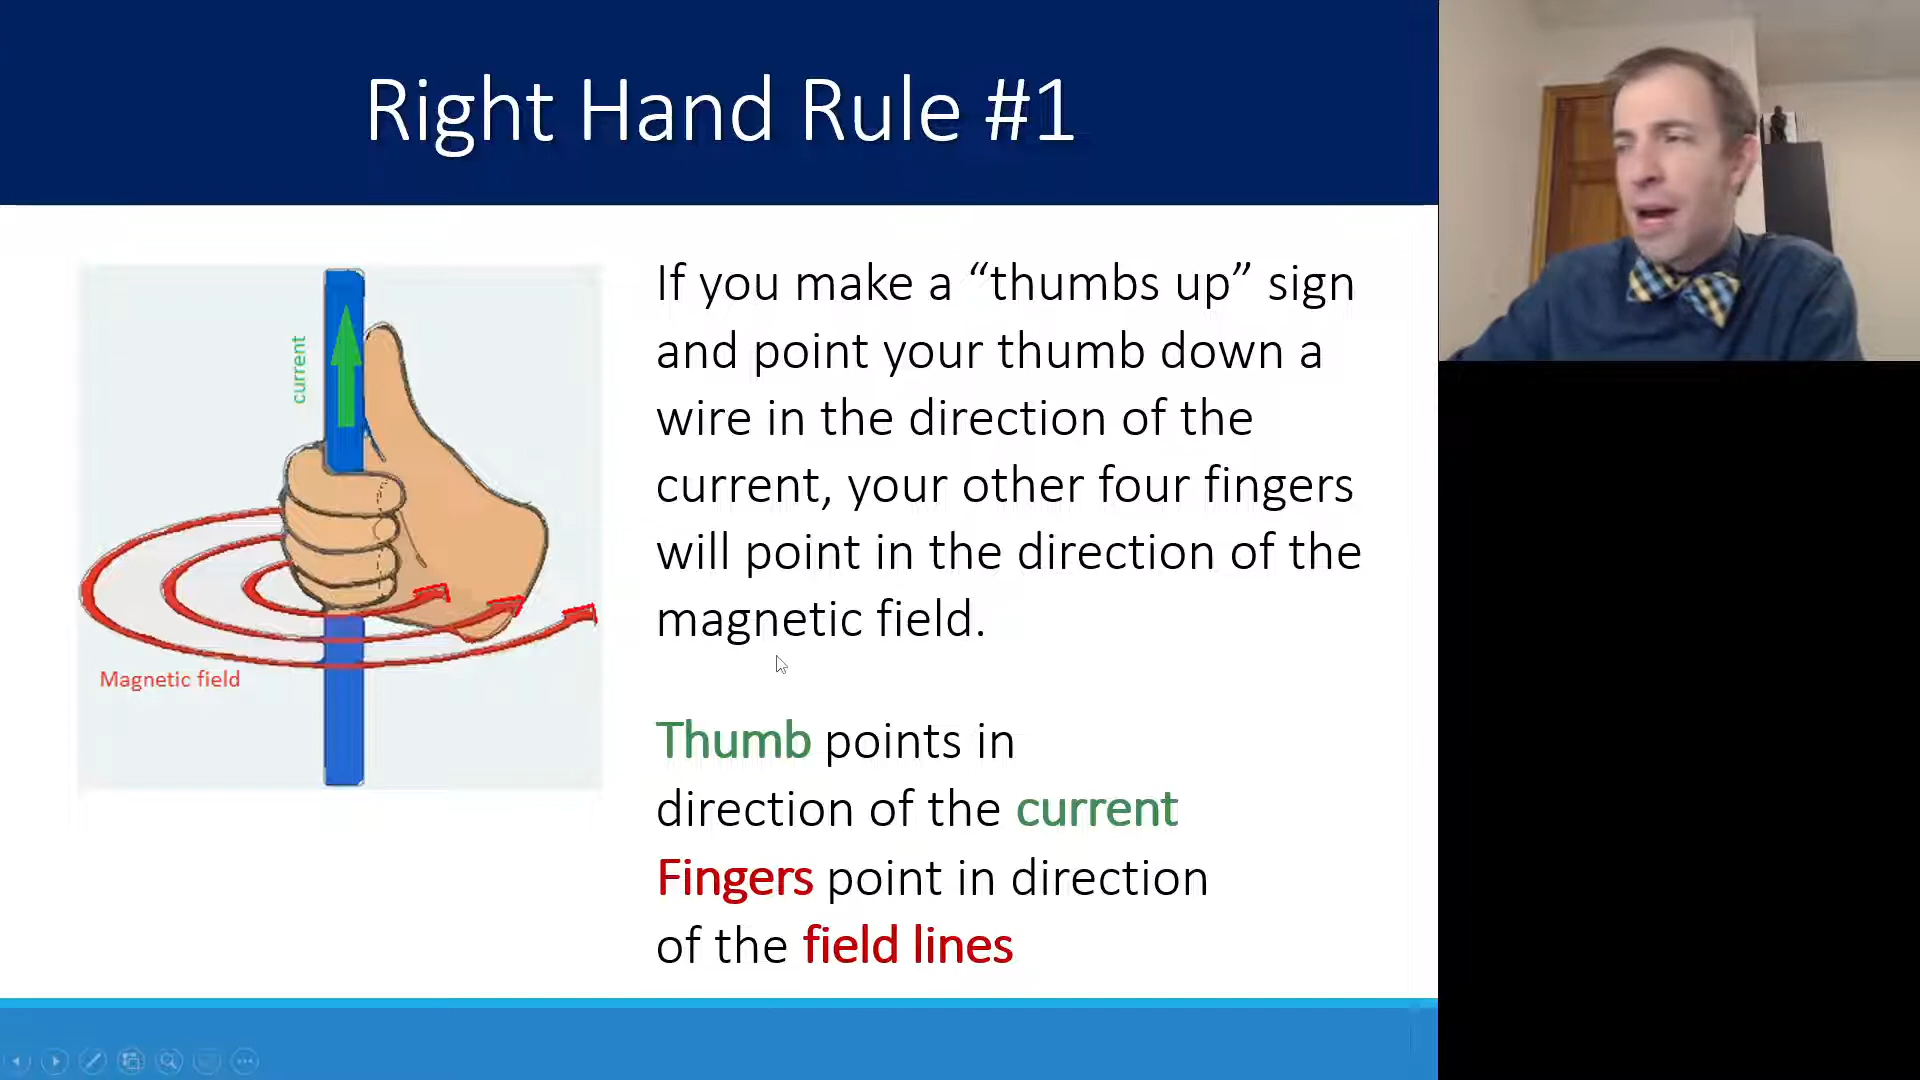 Right Hand Rule #1
current
Magnetic field
If you make a “thumbs up” sign
and point your thumb down a
wire in the direction of the
current, your other four fingers
will point in the direction of the
magnetic field.
Thumb points in
direction of the current
Fingers point in direction
of the field lines